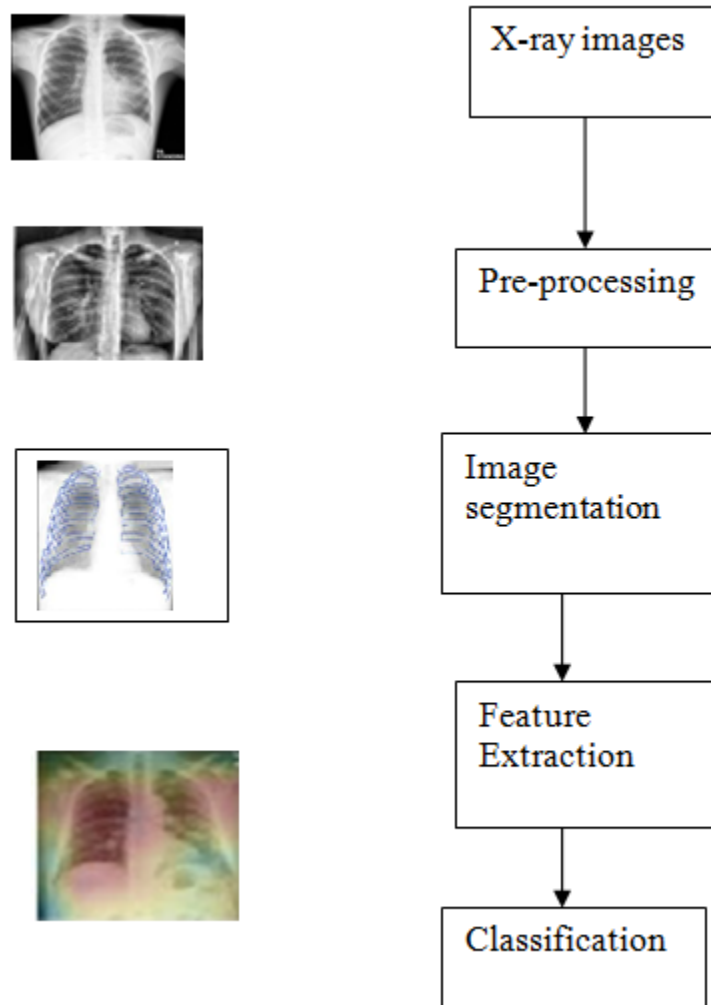 X-ray images
Pre-processing
Image
segmentation
Feature
Extraction
Classification